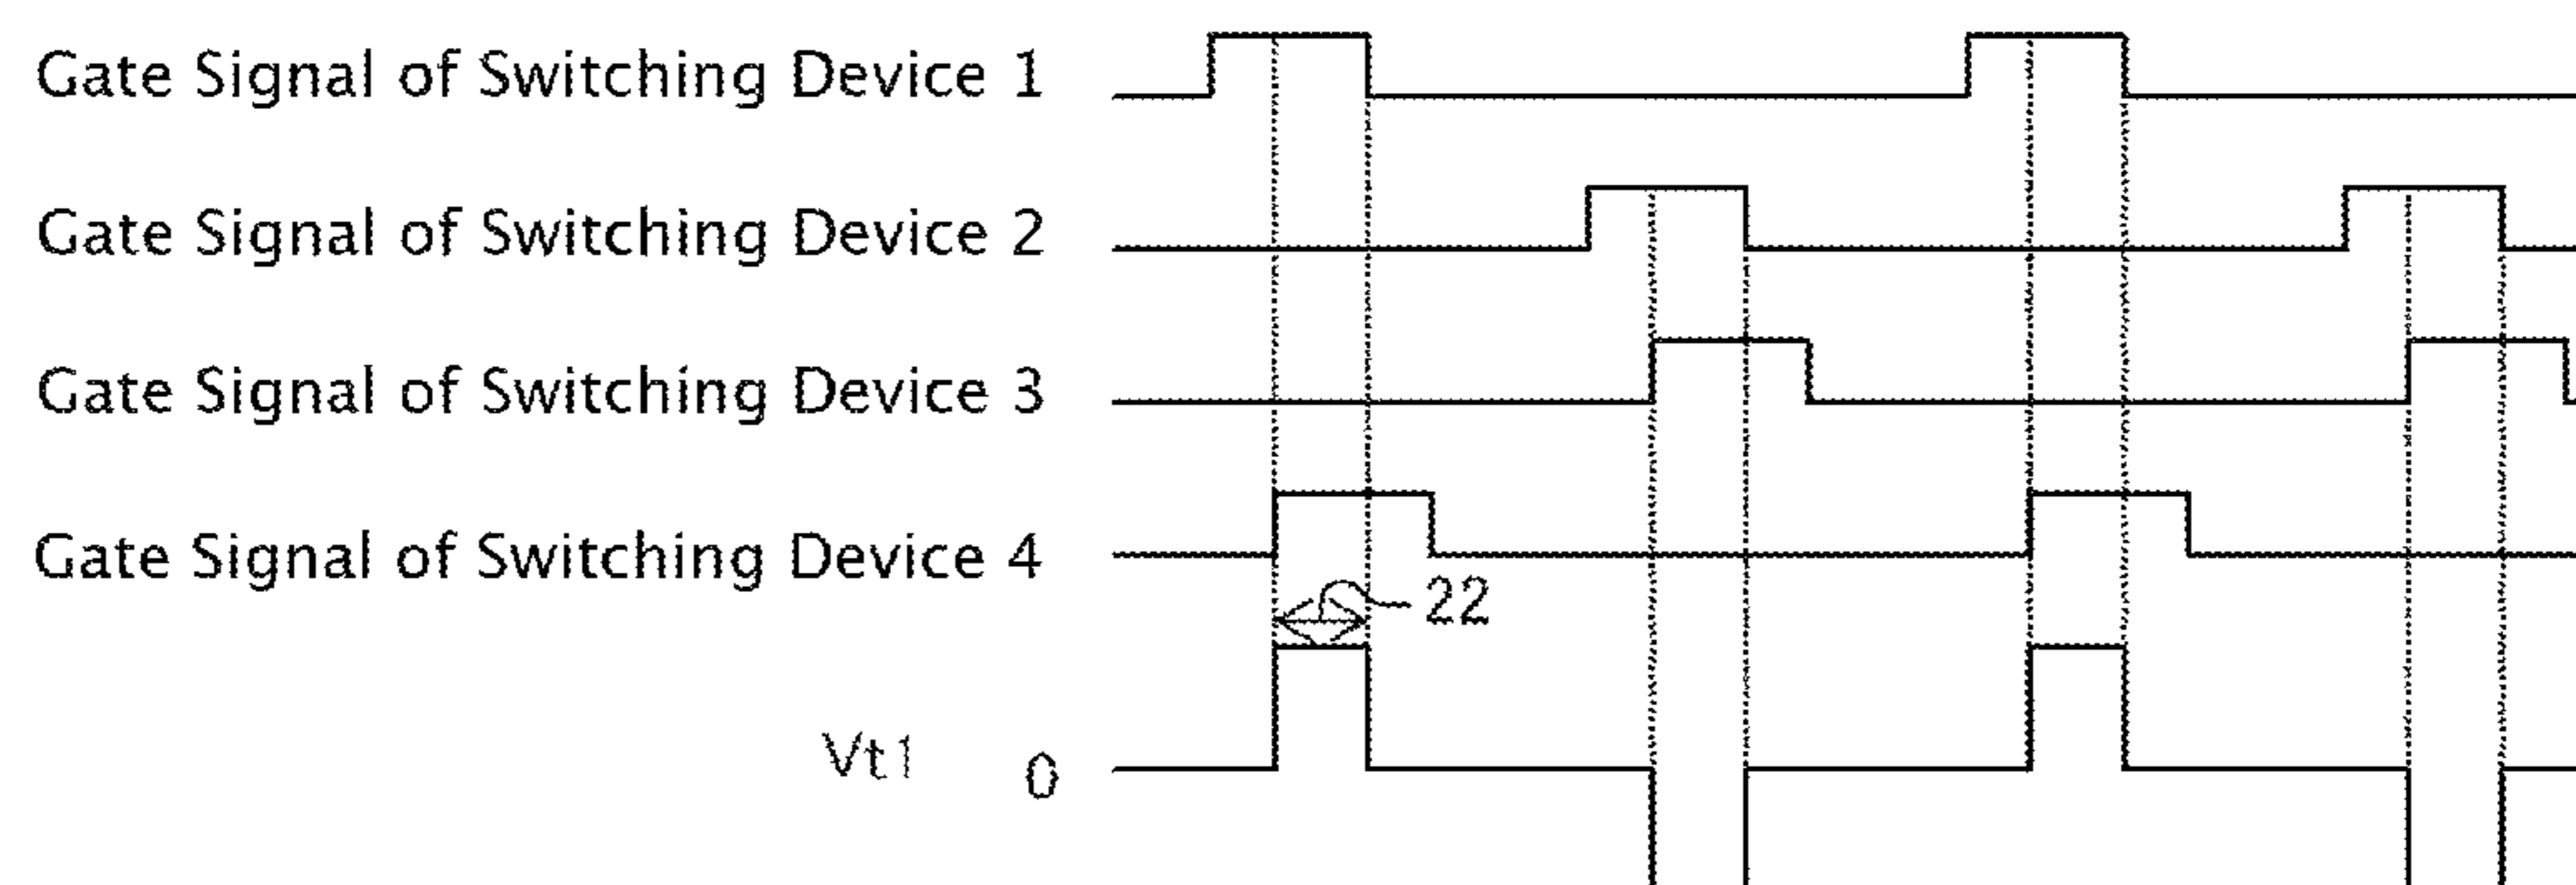 Gate Signal of Switching Device 1
Gate Signal of Switching Device 2
Gate Signal of Switching Device 3
Gate Signal of Switching Device 4
22
Vt1 0